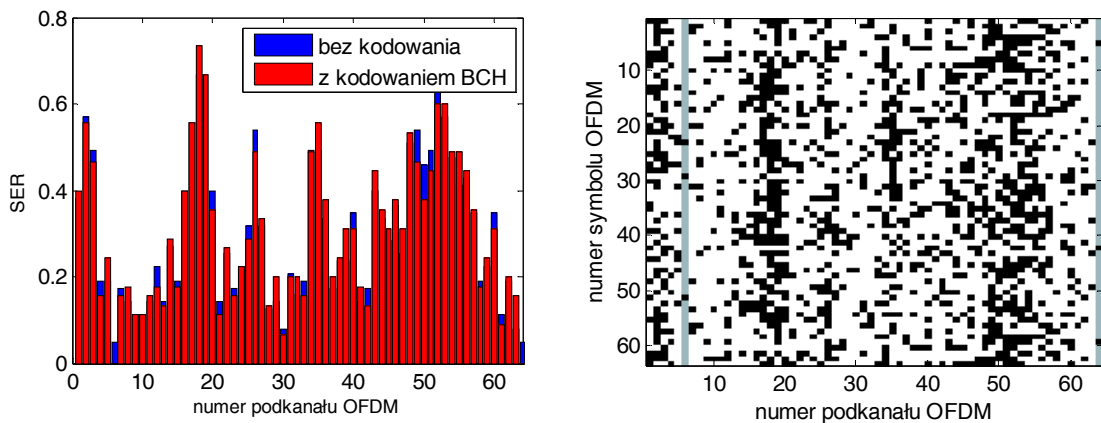 0.8
0.6
0.4
0.2
0
SER
bez kodowania
z kodowaniem BCH
0 10 20 30 40 50 60
numer podkanału OFDM
10
20
30
40
50
60
numer symbolu OFDM
10 20 30 40 50 60
numer podkanału OFDM